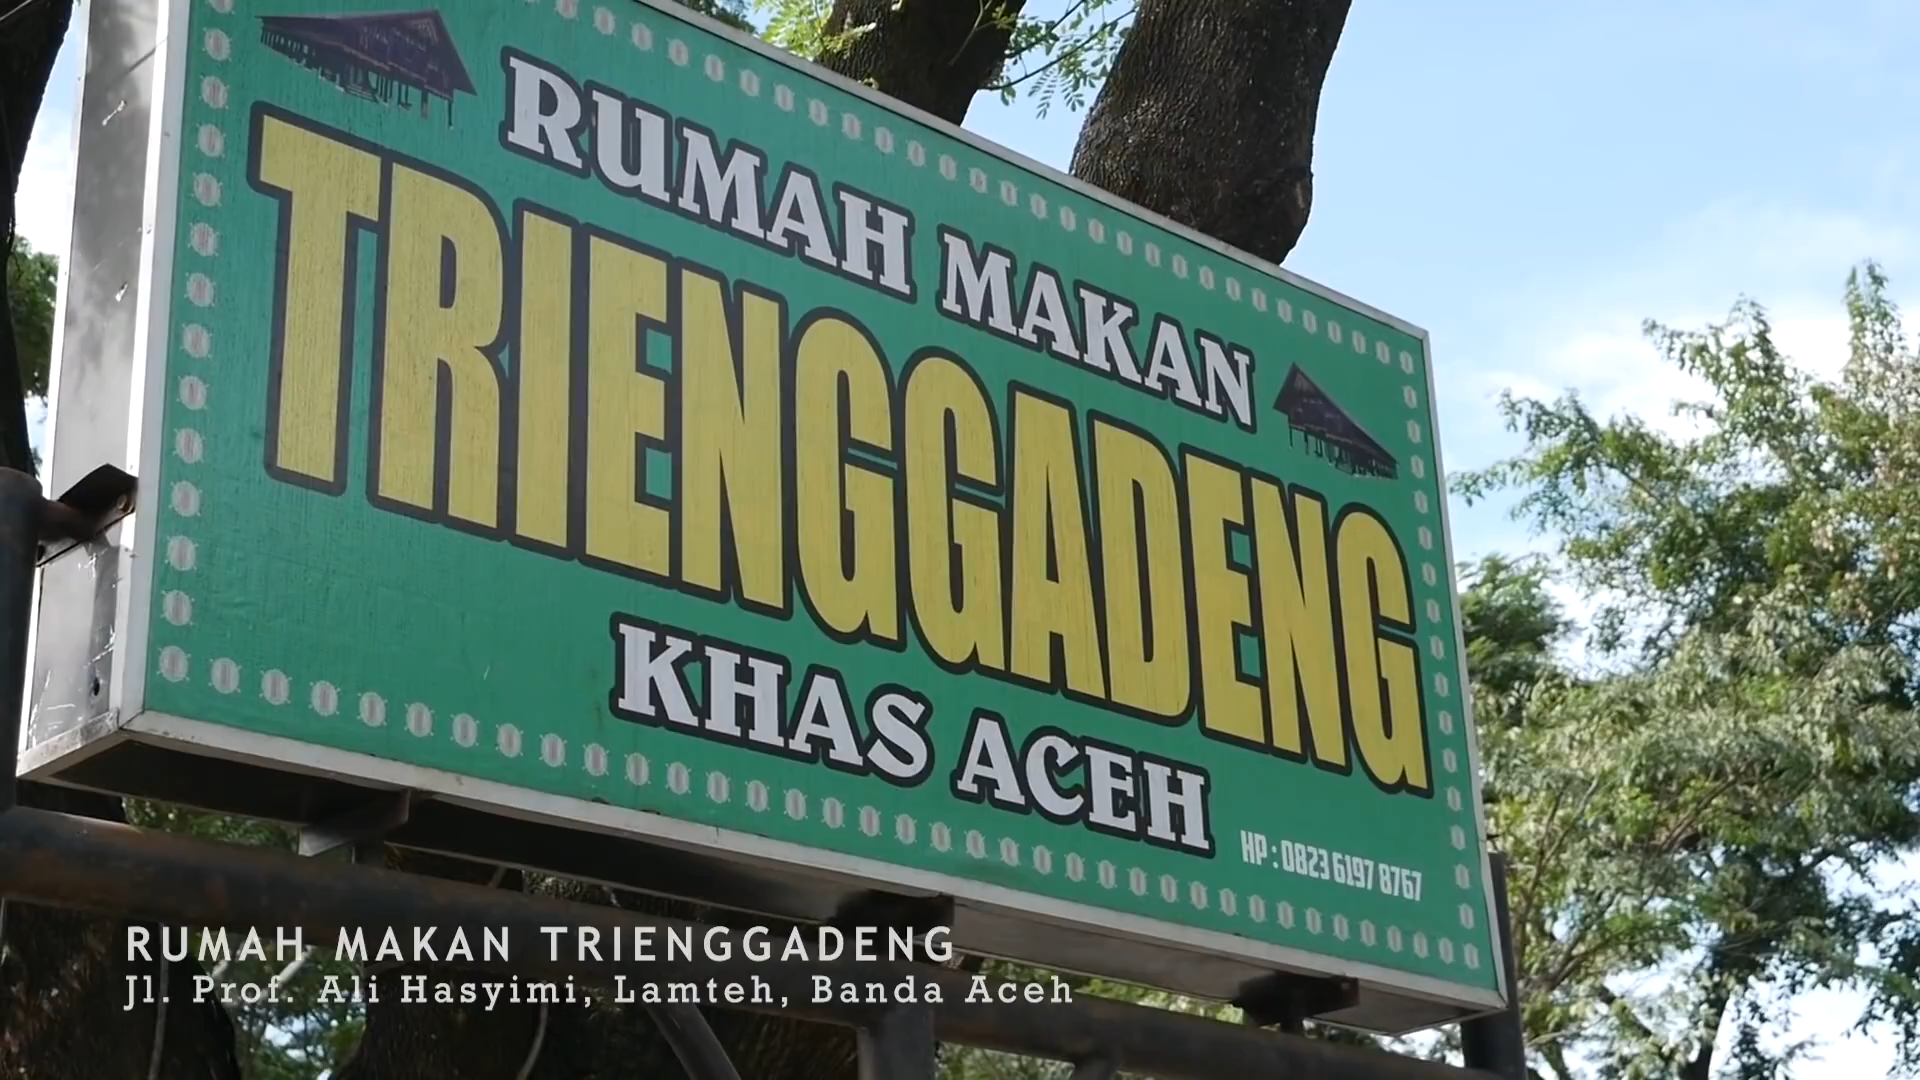 RUMAH MAKAN
TRIENGGADENG
KHAS ACEH
HP : 0823 6197 8767
RUMAH MAKAN TRIENGGADENG
Jl. Prof. Ali Hasyimi, Lamteh, Banda Aceh